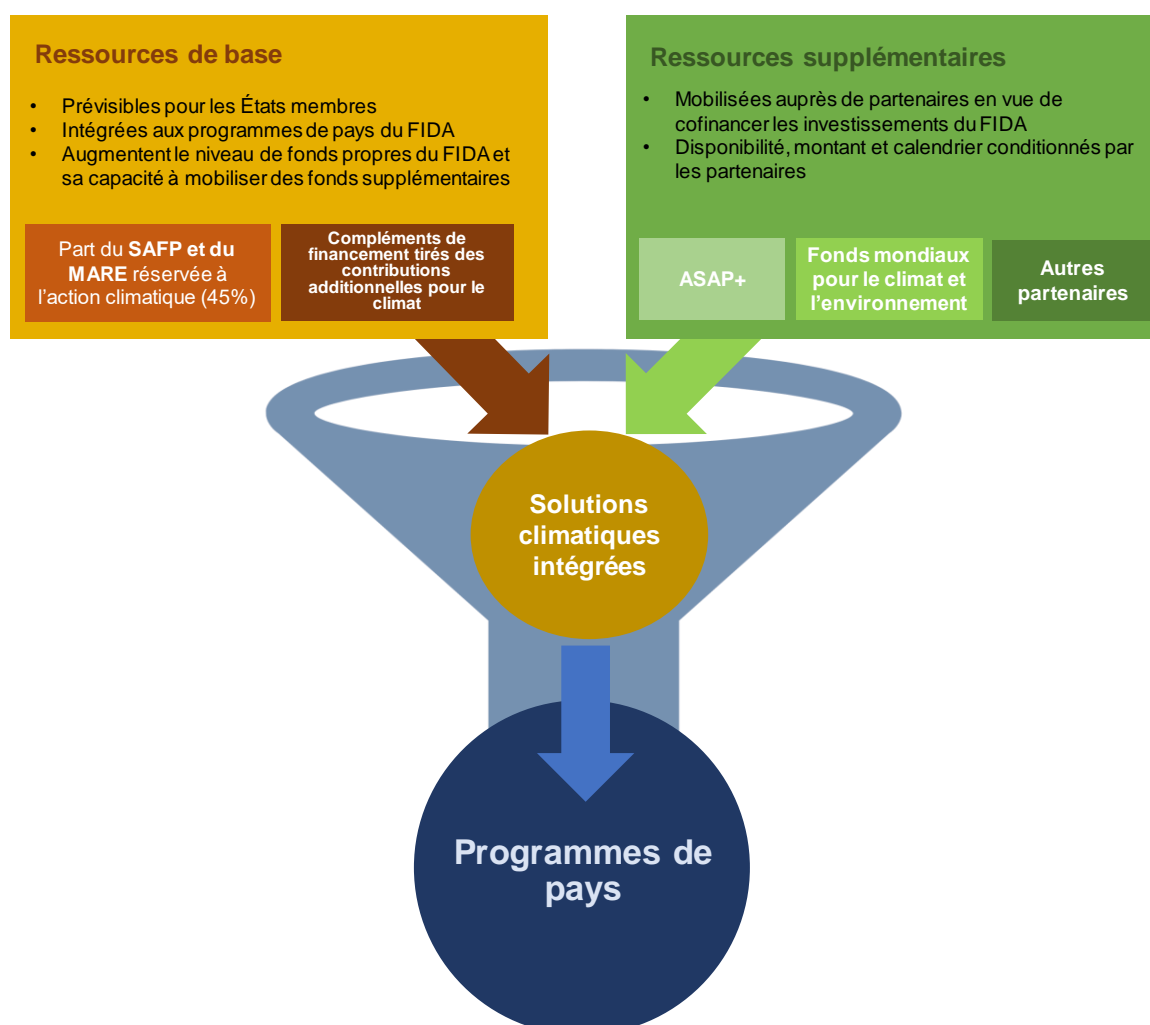 Ressources de base
• Prévisibles pour les États membres
• Intégrées aux programmes de pays du FIDA
• Augmentent le niveau de fonds propres du FIDA et
sa capacité à mobiliser des fonds supplémentaires
Part du SAFP et du
MARE réservée à
l’action climatique (45%)
Compléments de
financement tirés des
contributions
additionnelles pour le
climat
Ressources supplémentaires
• Mobilisées auprès de partenaires en vue de
cofinancer les investissements du FIDA
• Disponibilité, montant et calendrier conditionnés par
les partenaires
ASAP+
Fonds mondiaux
pour le climat et
l’environnement
Autres
partenaires
Solutions
climatiques
intégrées
Programmes de
pays